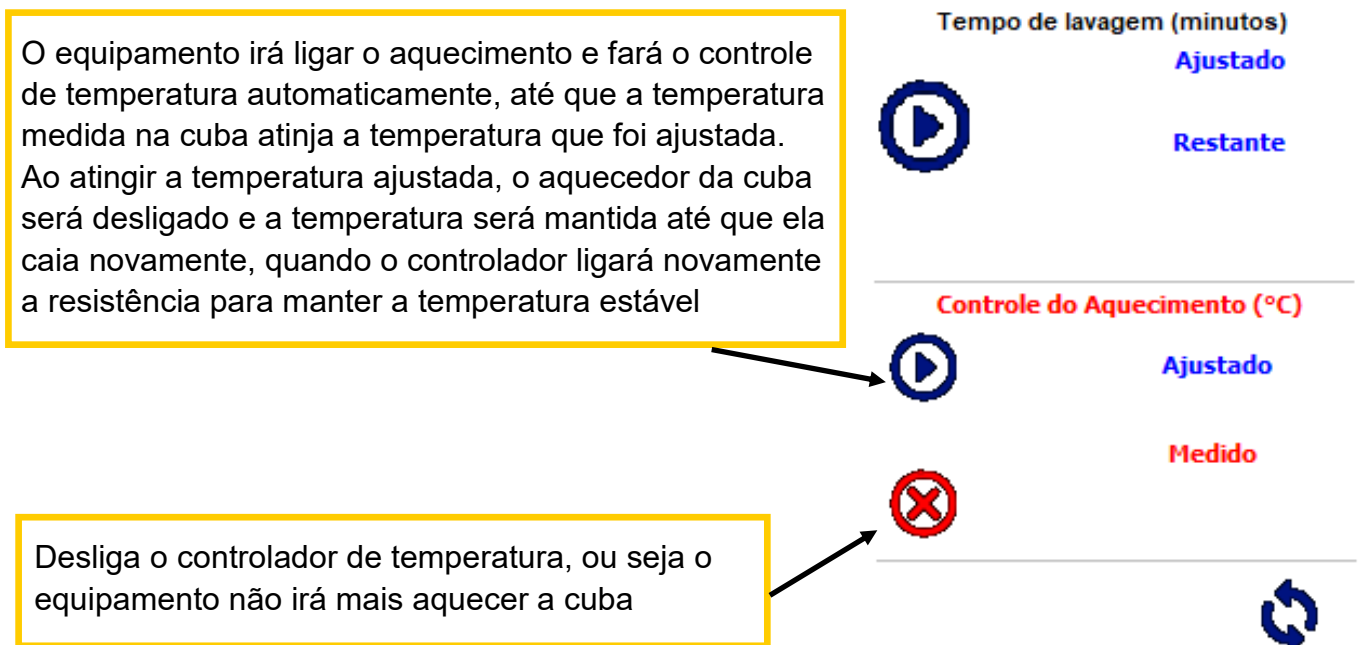 O equipamento irá ligar o aquecimento e fará o controle
de temperatura automaticamente, até que a temperatura
medida na cuba atinja a temperatura que foi ajustada.
Ao atingir a temperatura ajustada, o aquecedor da cuba
será desligado e a temperatura será mantida até que ela
caia novamente, quando o controlador ligará novamente
a resistência para manter a temperatura estável
Tempo de lavagem (minutos)
Ajustado
Restante
Controle do Aquecimento (°C)
Ajustado
Medido
Desliga o controlador de temperatura, ou seja o
equipamento não irá mais aquecer a cuba